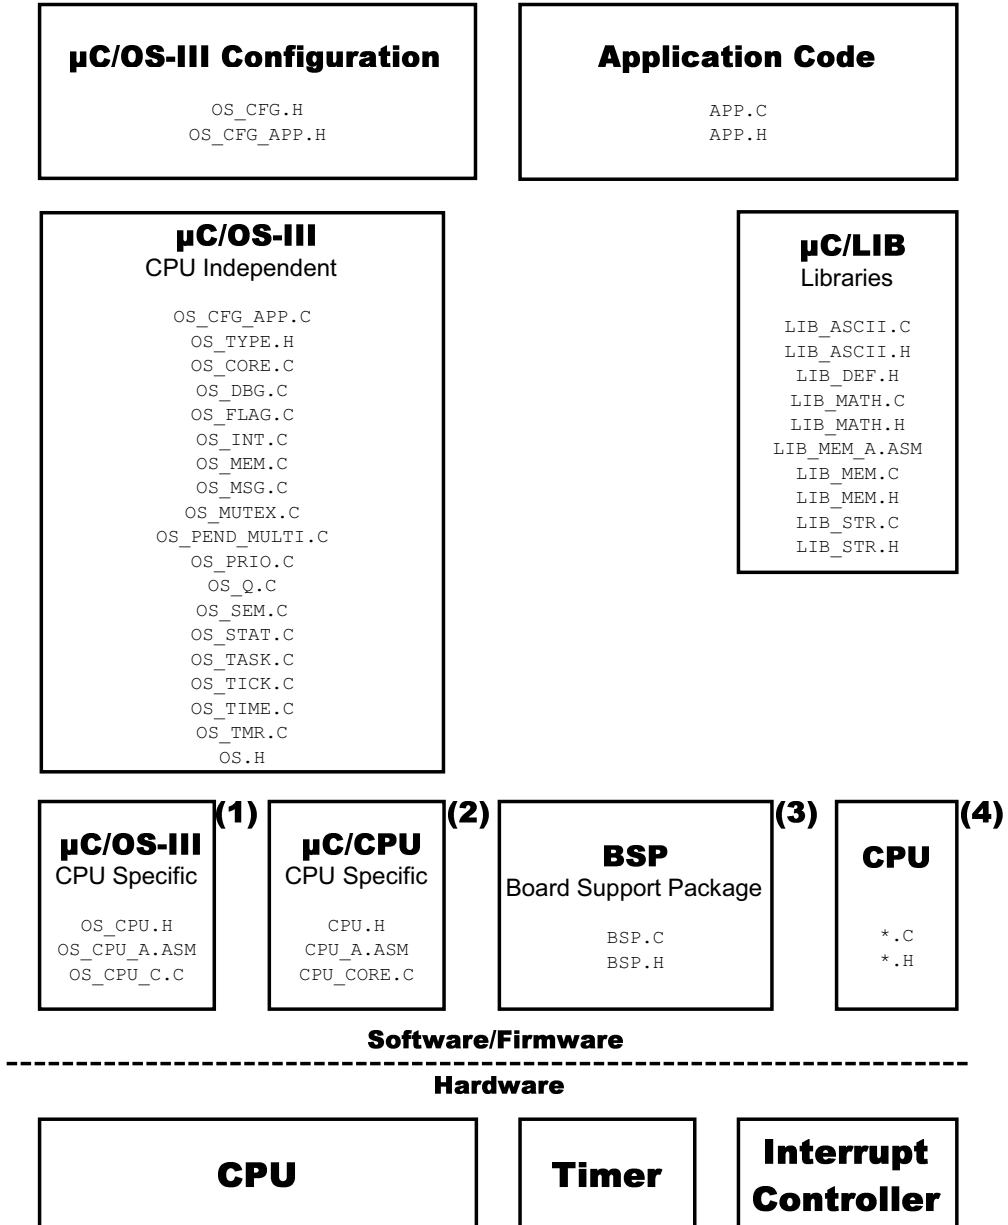 µC/OS-III Configuration
OS_CFG.H
OS_CFG_APP.H
Application Code
APP.C
APP.H
µC/OS-III
CPU Independent
OS_CFG_APP.C
OS_TYPE.H
OS_CORE.C
OS_DBG.C
OS_FLAG.C
OS_INT.C
OS_MEM.C
OS_MSG.C
OS_MUTEX.C
OS_PEND_MULTI.C
OS_PRIO.C
OS_Q.C
OS_SEM.C
OS_STAT.C
OS_TASK.C
OS_TICK.C
OS_TIME.C
OS_TMR.C
OS.H
µC/LIB
Libraries
LIB_ASCII.C
LIB_ASCII.H
LIB_DEF.H
LIB_MATH.C
LIB_MATH.H
LIB_MEM_A.ASM
LIB_MEM.C
LIB_MEM.H
LIB_STR.C
LIB_STR.H
(1)
µC/OS-III
CPU Specific
OS_CPU.H
OS_CPU_A.ASM
OS_CPU_C.C
(2)
µC/CPU
CPU Specific
CPU.H
CPU_A.ASM
CPU_CORE.C
(3)
BSP
Board Support Package
BSP.C
BSP.H
(4)
CPU
*.C
*.H
Software/Firmware
Hardware
CPU
Timer
Interrupt
Controller